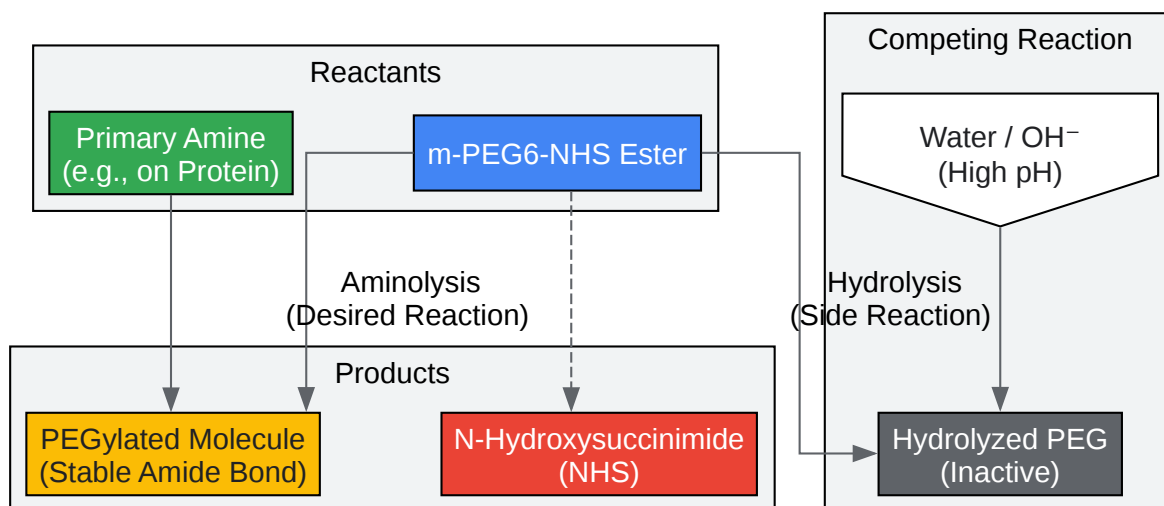 Competing Reaction
Reactants
Primary Amine
(e.g., on Protein)
m-PEG6-NHS Ester
Water / OH⁻
(High pH)
Aminolysis
(Desired Reaction)
Hydrolysis
(Side Reaction)
Products
PEGylated Molecule
(Stable Amide Bond)
N-Hydroxysuccinimide
(NHS)
Hydrolyzed PEG
(Inactive)